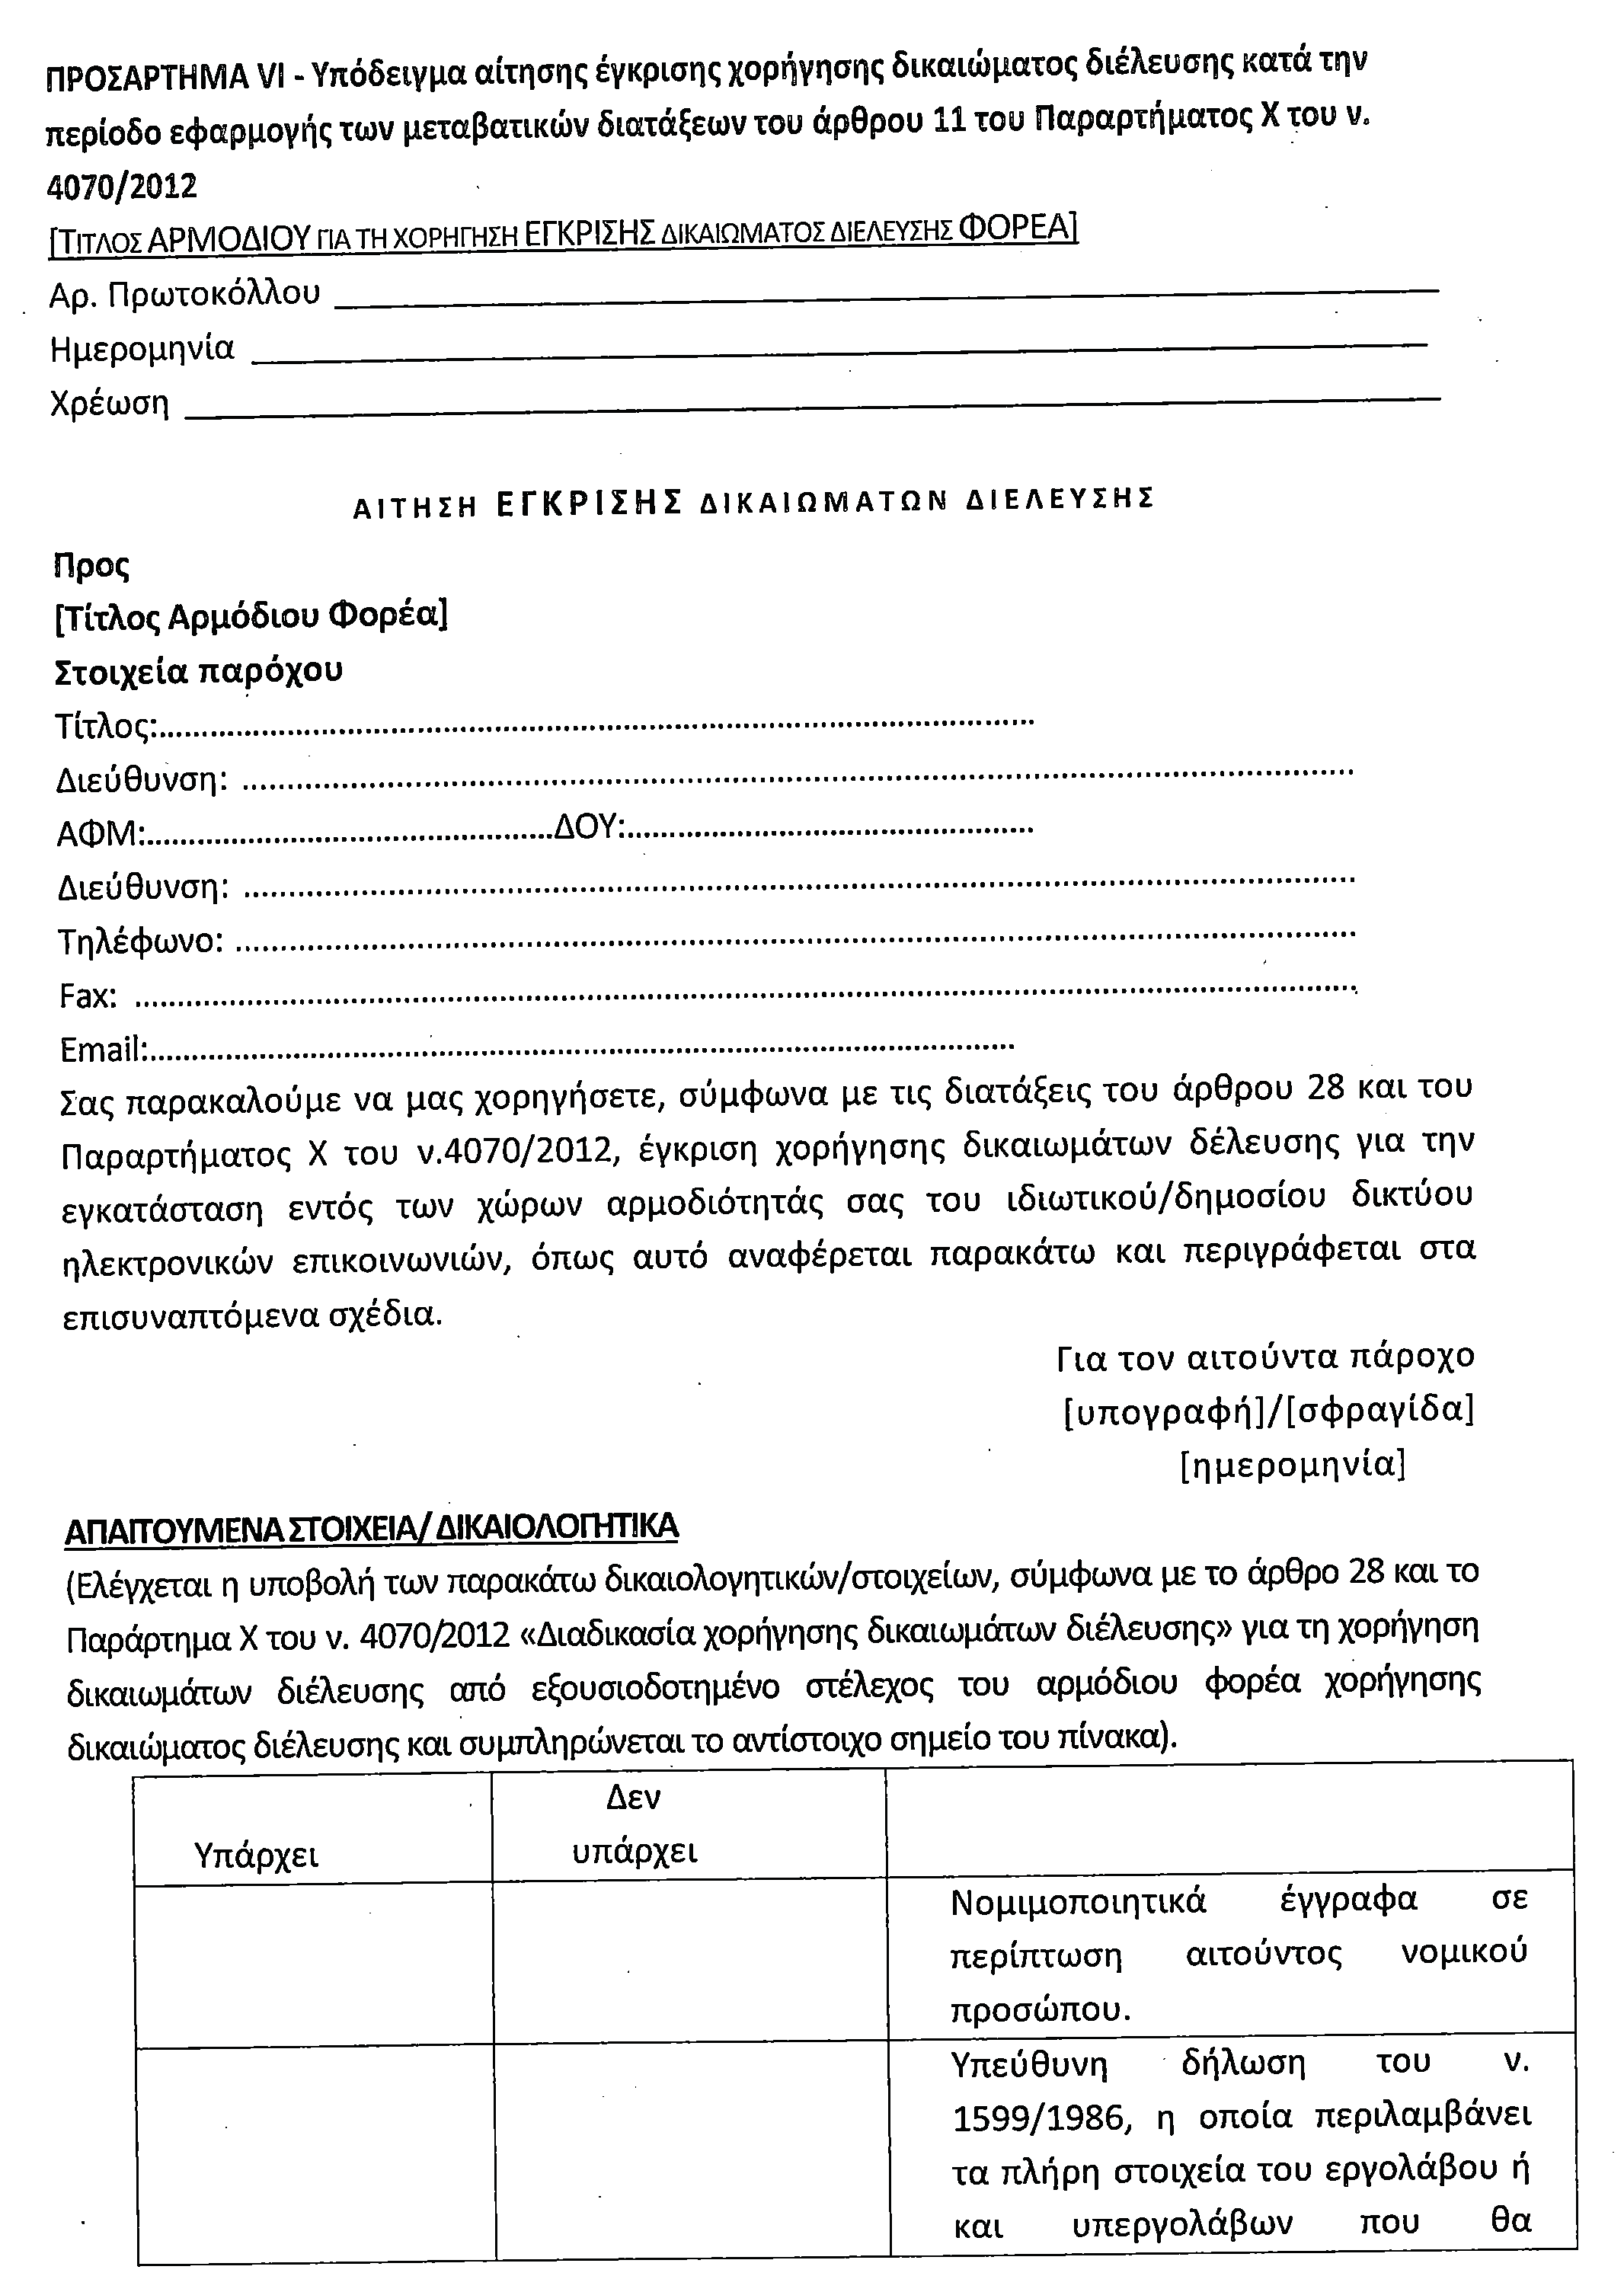 ΠΡΟΣΑΡΤΗΜΑ VI - Υπόδειγμα αίτησης έγκρισης χορήγησης δικαιώματος διέλευσης κατά την
περίοδο εφαρμογής των μεταβατικών διατάξεων του άρθρου 11 του Παραρτήματος Χ του ν.
4070/2012
[ΤΙΤΛΟΣ ΑΡΜΟΔΙΟΥ ΓΙΑ ΤΗ ΧΟΡΗΓΗΣΗ ΕΓΚΡΙΣΗΣ ΔΙΚΑΙΩΜΑΤΟΣ ΔΙΕΛΕΥΣΗΣ ΦΟΡΕΑ]
Αρ. Πρωτοκόλλου
Ημερομηνία
Χρέωση
ΑΙΤΗΣΗ ΕΓΚΡΙΣΗΣ ΔΙΚΑΙΩΜΑΤΩΝ ΔΙΕΛΕΥΣΗΣ
Προς
[Τίτλος Αρμόδιου Φορέα]
Στοιχεία παρόχου
Τίτλος:
Διεύθυνση:
ΑΦΜ: ΔΟΥ:
Διεύθυνση:
Τηλέφωνο:
Fax:
Email:
Σας παρακαλούμε να μας χορηγήσετε, σύμφωνα με τις διατάξεις του άρθρου 28 και του
Παραρτήματος Χ του ν.4070/2012, έγκριση χορήγησης δικαιωμάτων δέλευσης για την
εγκατάσταση εντός των χώρων αρμοδιότητάς σας του ιδιωτικού/δημοσίου δικτύου
ηλεκτρονικών επικοινωνιών, όπως αυτό αναφέρεται παρακάτω και περιγράφεται στα
επισυναπτόμενα σχέδια.
Για τον αιτούντα πάροχο
[υπογραφή]/[σφραγίδα]
[ημερομηνία]
ΑΠΑΙΤΟΥΜΕΝΑ ΣΤΟΙΧΕΙΑ/ ΔΙΚΑΙΟΛΟΓΗΤΙΚΑ
(Ελέγχεται η υποβολή των παρακάτω δικαιολογητικών/στοιχείων, σύμφωνα με το άρθρο 28 και το
Παράρτημα Χ του ν. 4070/2012 «Διαδικασία χορήγησης δικαιωμάτων διέλευσης» για τη χορήγηση
δικαιωμάτων διέλευσης από εξουσιοδοτημένο στέλεχος του αρμόδιου φορέα χορήγησης
δικαιώματος διέλευσης και συμπληρώνεται το αντίστοιχο σημείο του πίνακα).
Υπάρχει
Δεν
υπάρχει
Νομιμοποιητικά έγγραφα σε
περίπτωση αιτούντος νομικού
προσώπου.
Υπεύθυνη δήλωση του ν.
1599/1986, η οποία περιλαμβάνει
τα πλήρη στοιχεία του εργολάβου ή
και υπεργολάβων που θα